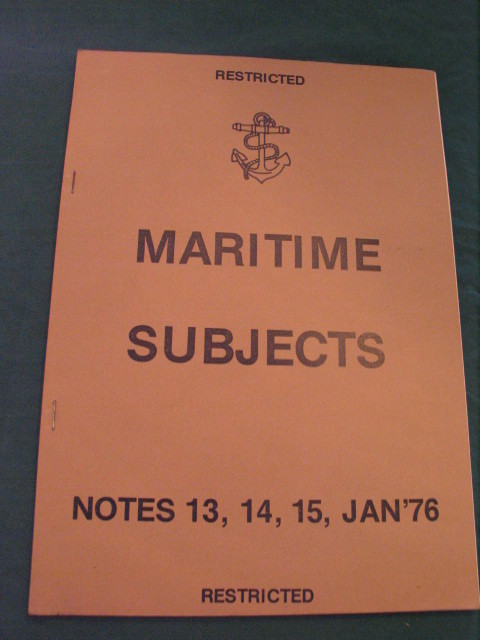 RESTRICTED
MARITIME
SUBJECTS
NOTES 13, 14, 15, JAN'76
RESTRICTED